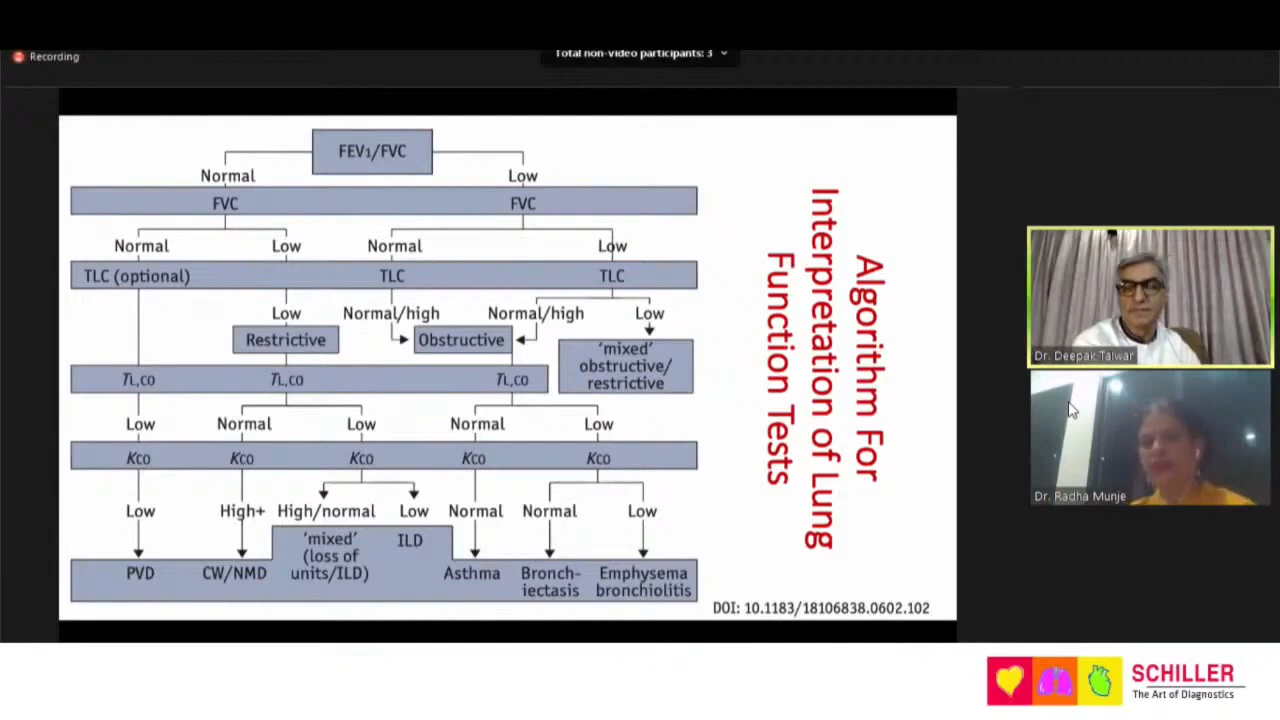 Recording
Total non-video participants: 3
FEV1/FVC
Normal Low
FVC FVC
Normal Low Normal Low
TLC (optional) TLC TLC
Low Normal/high Normal/high Low
Restrictive Obstructive
'mixed'
obstructive/
restrictive
TL,CO TL,CO TL,CO
Low Normal Low Normal Low
KCO KCO KCO KCO KCO
Low High+ High/normal Low Normal Normal Low
'mixed'
(loss of
units/ILD)
ILD
PVD CW/NMD Asthma
Bronch-
iectasis
Emphysema
bronchiolitis
Algorithm For
Interpretation of Lung
Function Tests
DOI: 10.1183/18106838.0602.102
Dr. Deepak Talwar
Dr. Radha Munje
SCHILLER
The Art of Diagnostics